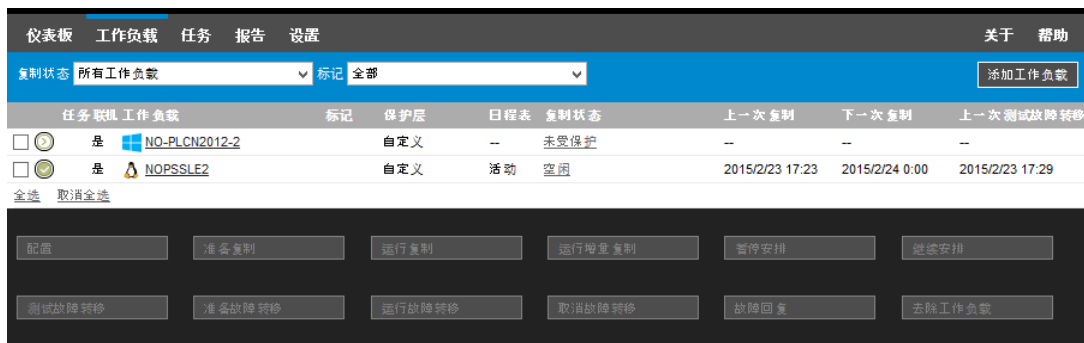 仪表板 工作负载 任务 报告 设置 关于 帮助
复制状态 所有工作负载 标记 全部 添加工作负载
任务 联机 工作负载 标记 保护层 日程表 复制状态 上一次复制 下一次复制 上一次测试故障转移
是 NO-PLCN2012-2 自定义 -- 未受保护 -- -- --
是 NOPSSLE2 自定义 活动 空闲 2015/2/23 17:23 2015/2/24 0:00 2015/2/23 17:29
全选 取消全选
配置 准备复制 运行复制 运行增量复制 暂停安排 继续安排
测试故障转移 准备故障转移 运行故障转移 取消故障转移 故障回复 去除工作负载